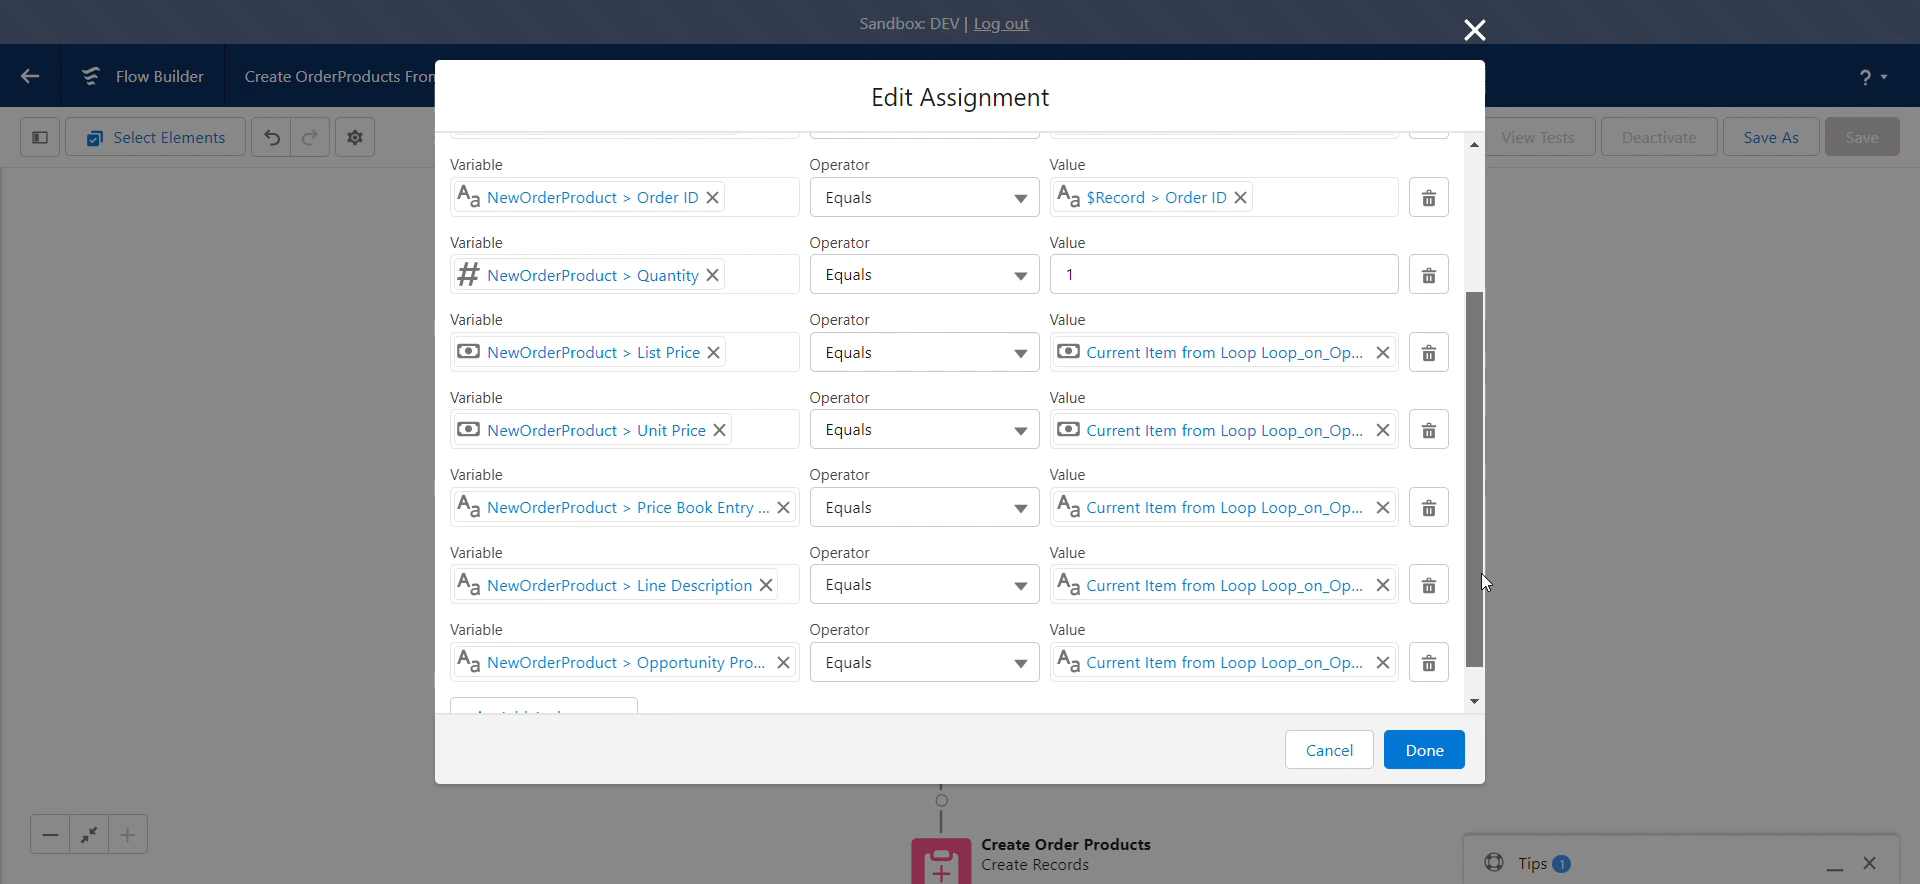 Sandbox: DEV | Log out
Flow Builder
Create OrderProducts Fron
Edit Assignment
Select Elements
View Tests
Deactivate
Save As
Save
Variable Operator Value
NewOrderProduct > Order ID Equals $Record > Order ID
Variable Operator Value
NewOrderProduct > Quantity Equals 1
Variable Operator Value
NewOrderProduct > List Price Equals Current Item from Loop Loop_on_Op...
Variable Operator Value
NewOrderProduct > Unit Price Equals Current Item from Loop Loop_on_Op...
Variable Operator Value
NewOrderProduct > Price Book Entry ... Equals Current Item from Loop Loop_on_Op...
Variable Operator Value
NewOrderProduct > Line Description Equals Current Item from Loop Loop_on_Op...
Variable Operator Value
NewOrderProduct > Opportunity Pro... Equals Current Item from Loop Loop_on_Op...
Cancel
Done
Create Order Products
Create Records
Tips 1